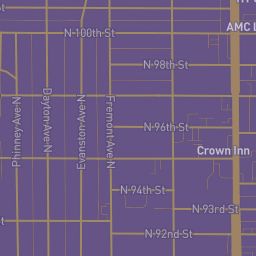 N 100th St
AMC L
N 98th St
Phinney Ave N
Dayton Ave N
Evanston Ave N
Fremont Ave N
N 96th St
Crown Inn
N 94th St
N 93rd St
N 92nd St
St